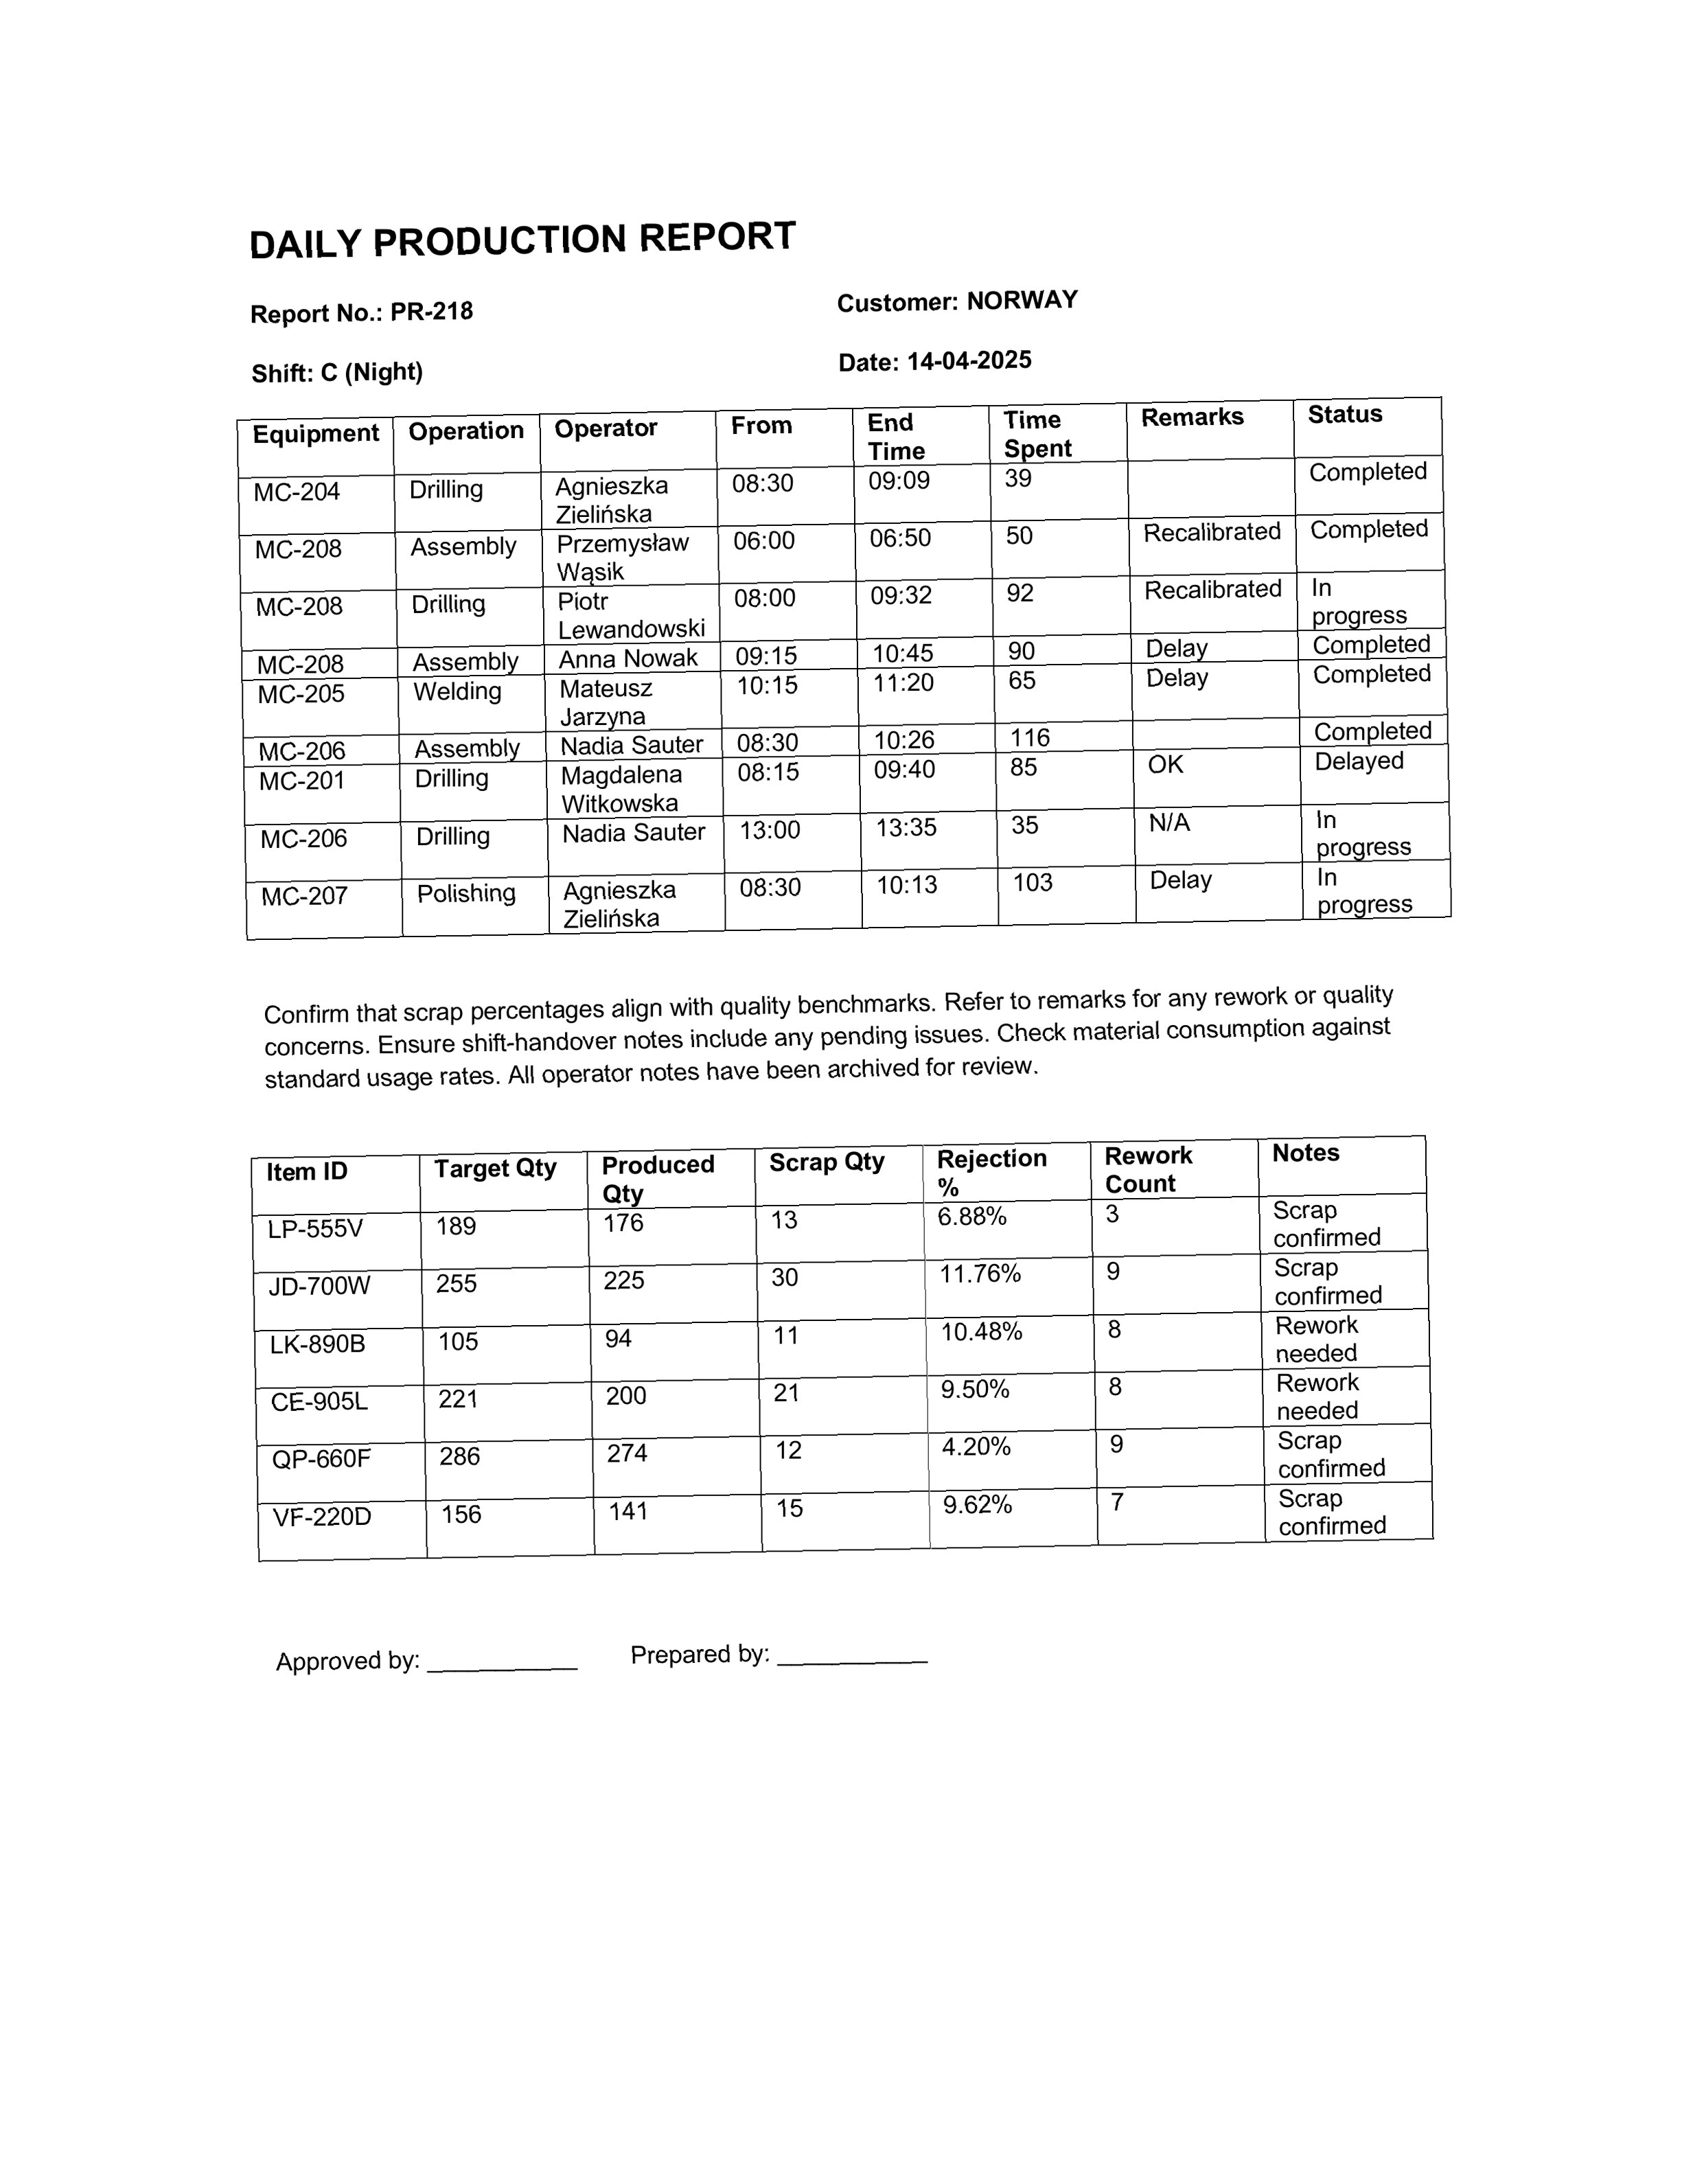 DAILY PRODUCTION REPORT
Report No.: PR-218 Customer: NORWAY
Shift: C (Night) Date: 14-04-2025
Equipment Operation Operator From End Time Time Spent Remarks Status
MC-204 Drilling Agnieszka Zielińska 08:30 09:09 39 Completed
MC-208 Assembly Przemysław Wąsik 06:00 06:50 50 Recalibrated Completed
MC-208 Drilling Piotr Lewandowski 08:00 09:32 92 Recalibrated In progress
MC-208 Assembly Anna Nowak 09:15 10:45 90 Delay Completed
MC-205 Welding Mateusz Jarzyna 10:15 11:20 65 Delay Completed
MC-206 Assembly Nadia Sauter 08:30 10:26 116 Completed
MC-201 Drilling Magdalena Witkowska 08:15 09:40 85 OK Delayed
MC-206 Drilling Nadia Sauter 13:00 13:35 35 N/A In progress
MC-207 Polishing Agnieszka Zielińska 08:30 10:13 103 Delay In progress
Confirm that scrap percentages align with quality benchmarks. Refer to remarks for any rework or quality
concerns. Ensure shift-handover notes include any pending issues. Check material consumption against
standard usage rates. All operator notes have been archived for review.
Item ID Target Qty Produced Qty Scrap Qty Rejection % Rework Count Notes
LP-555V 189 176 13 6.88% 3 Scrap confirmed
JD-700W 255 225 30 11.76% 9 Scrap confirmed
LK-890B 105 94 11 10.48% 8 Rework needed
CE-905L 221 200 21 9.50% 8 Rework needed
QP-660F 286 274 12 4.20% 9 Scrap confirmed
VF-220D 156 141 15 9.62% 7 Scrap confirmed
Approved by: ___________ Prepared by: ___________